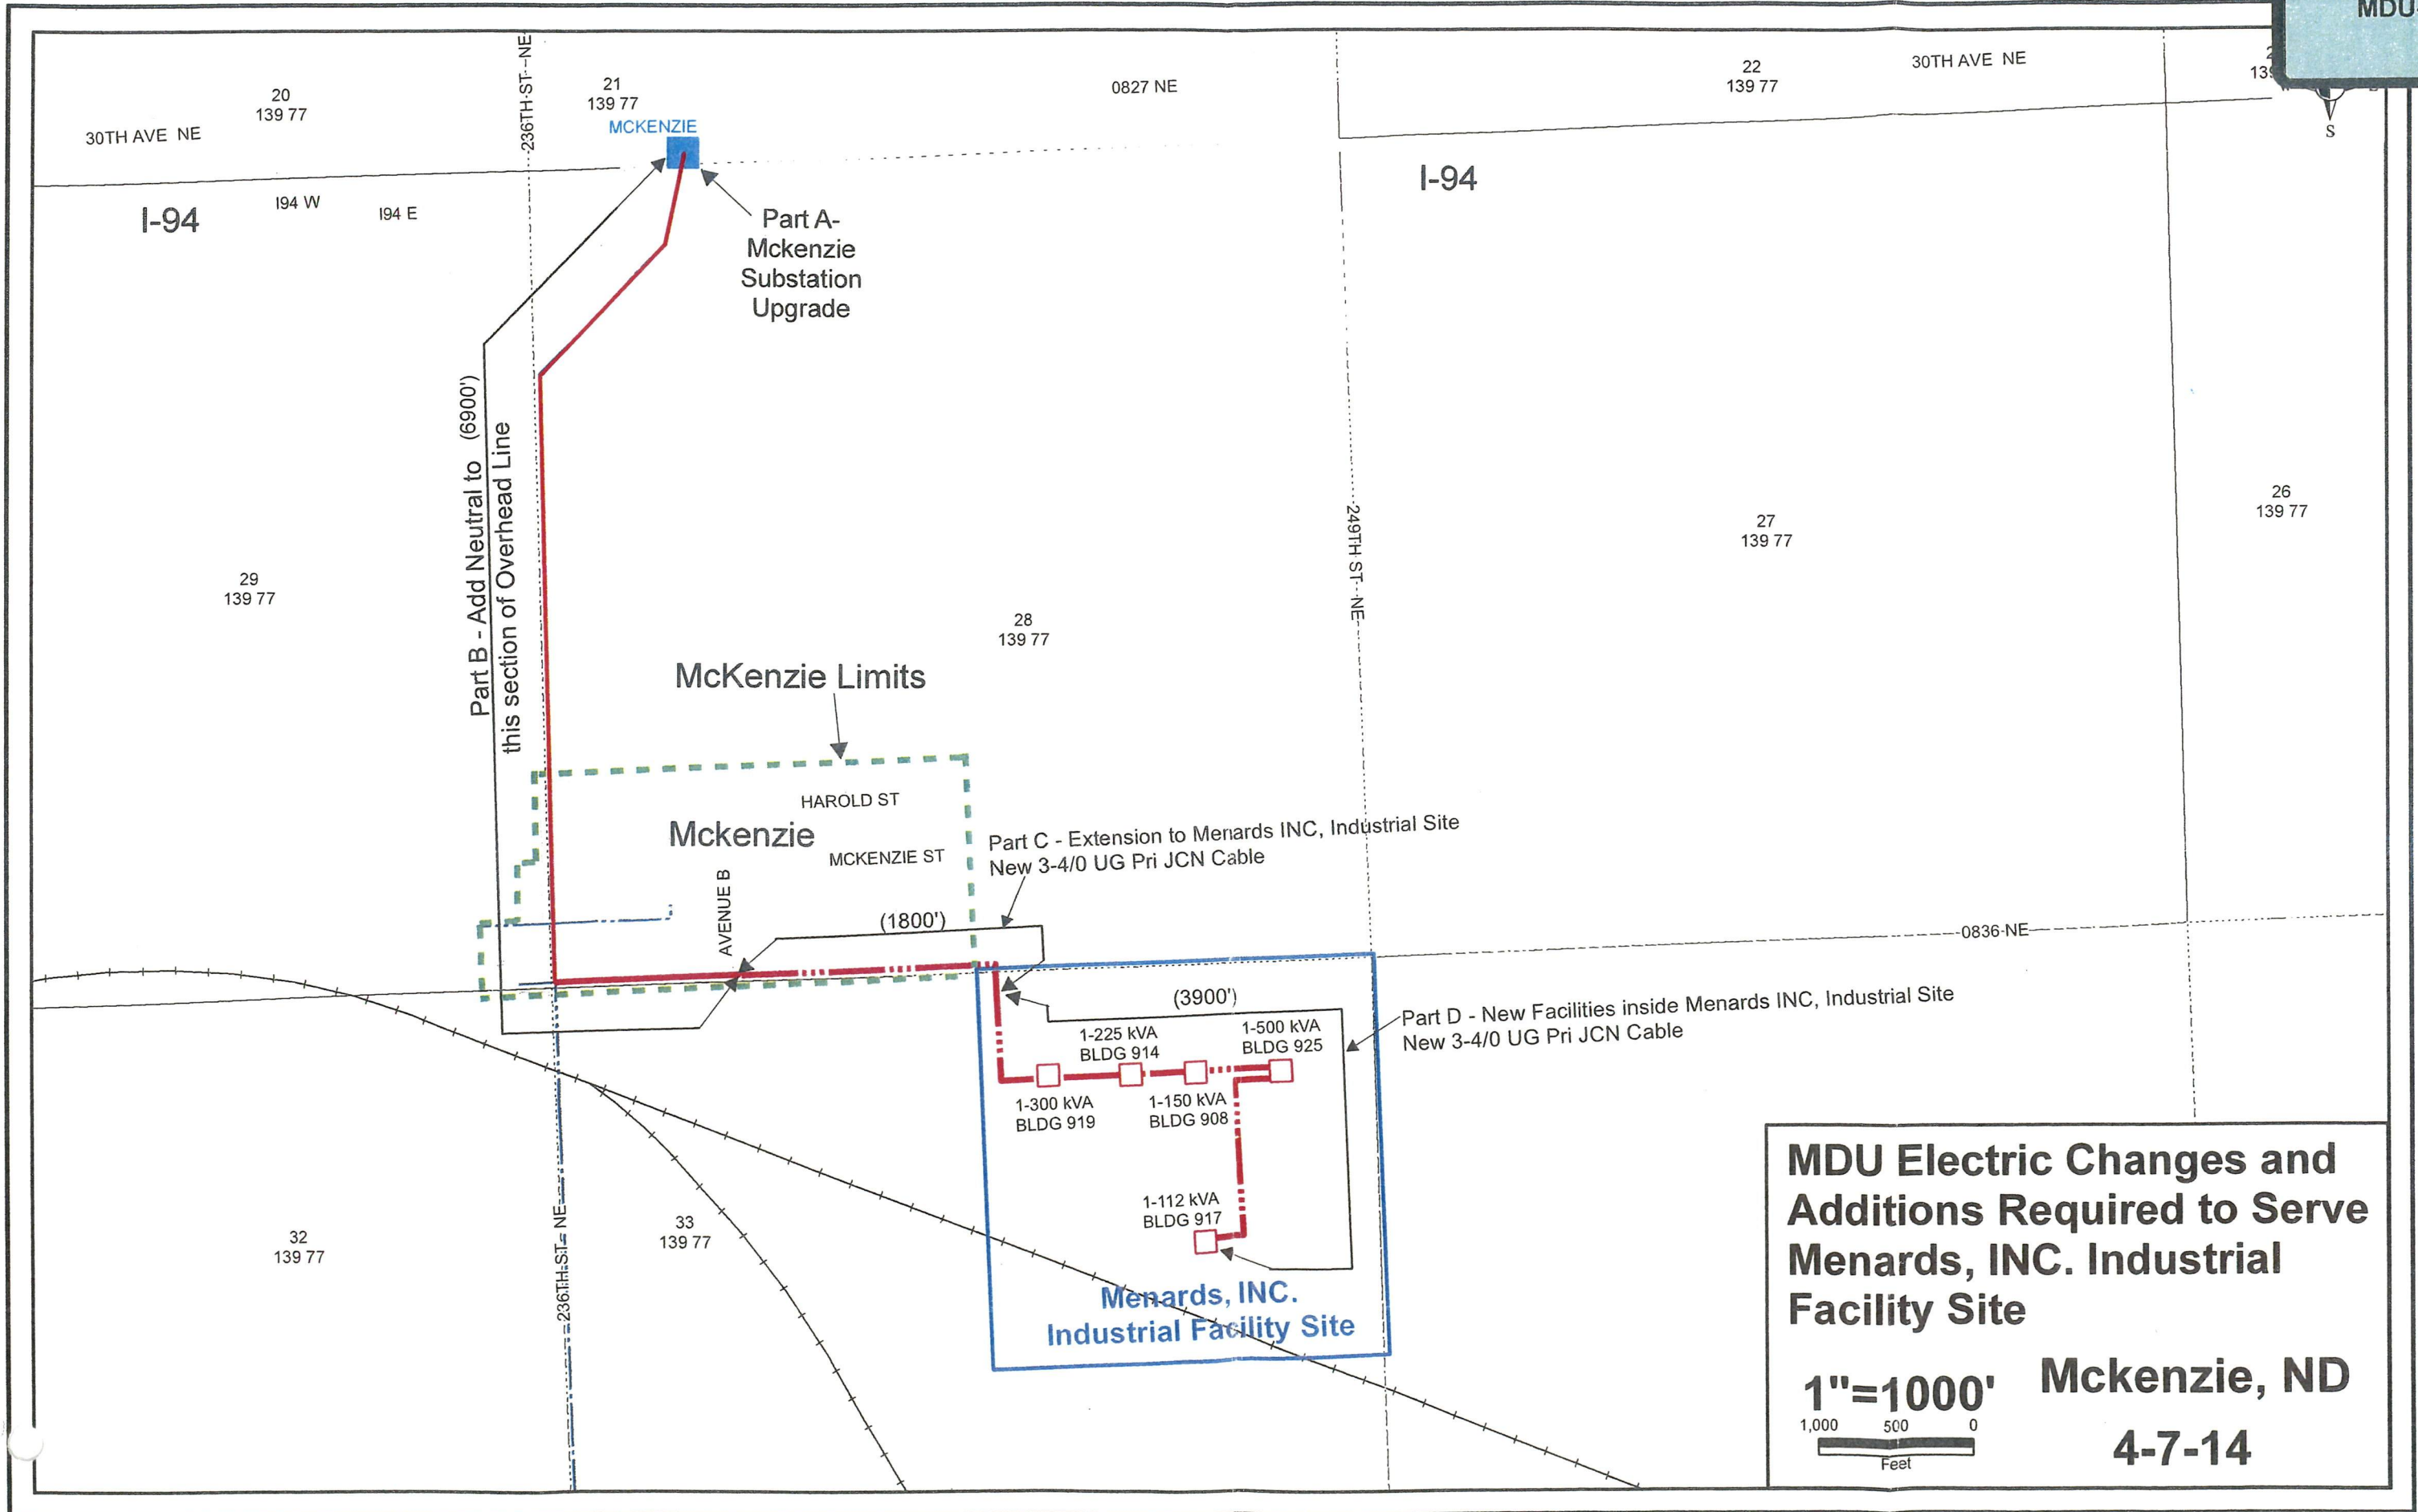 MDU
236TH ST NE
20
139 77
21
139 77
0827 NE
22
139 77
30TH AVE NE
30TH AVE NE
MCKENZIE
S
I-94
I94 W
I94 E
I-94
Part A-
Mckenzie
Substation
Upgrade
Part B - Add Neutral to (6900')
this section of Overhead Line
249TH ST NE
26
139 77
27
139 77
29
139 77
28
139 77
McKenzie Limits
HAROLD ST
Mckenzie
MCKENZIE ST
AVENUE B
Part C - Extension to Menards INC, Industrial Site
New 3-4/0 UG Pri JCN Cable
(1800')
0836 NE
(3900')
Part D - New Facilities inside Menards INC, Industrial Site
New 3-4/0 UG Pri JCN Cable
1-225 kVA
BLDG 914
1-500 kVA
BLDG 925
1-300 kVA
BLDG 919
1-150 kVA
BLDG 908
1-112 kVA
BLDG 917
32
139 77
33
139 77
236TH ST NE
Menards, INC.
Industrial Facility Site
MDU Electric Changes and
Additions Required to Serve
Menards, INC. Industrial
Facility Site
1"=1000'
Mckenzie, ND
1,000 500 0
Feet
4-7-14